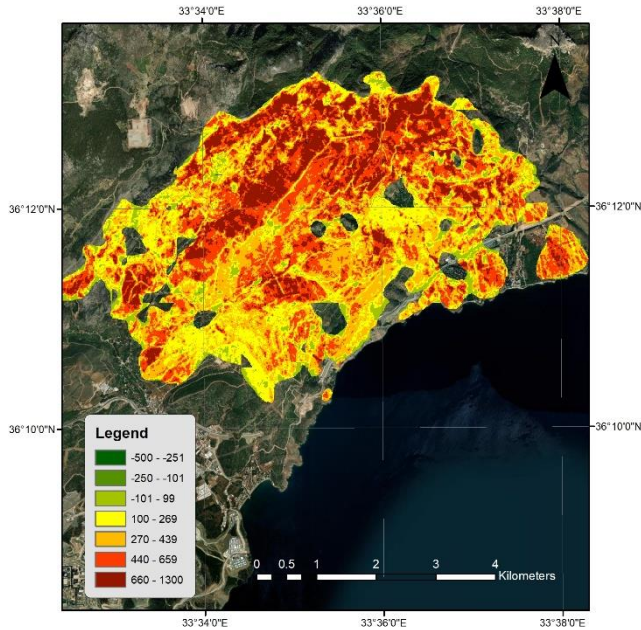 33°34'0"E 33°36'0"E 33°38'0"E
36°12'0"N 36°12'0"N
36°10'0"N 36°10'0"N
Legend
-500 - -251
-250 - -101
-101 - 99
100 - 269
270 - 439
440 - 659
660 - 1300
0 0.5 1 2 3 4
Kilometers
33°34'0"E 33°36'0"E 33°38'0"E